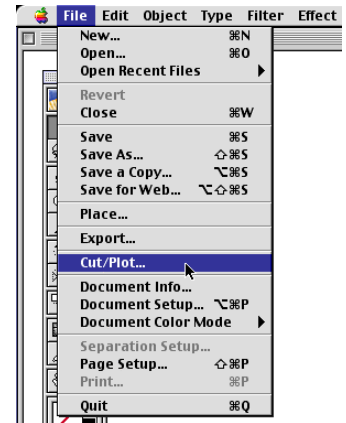 File Edit Object Type Filter Effect
New... ⌘N
Open... ⌘O
Open Recent Files ▶
Revert
Close ⌘W
Save ⌘S
Save As... ⇧⌘S
Save a Copy... ⌥⌘S
Save for Web... ⌥⇧⌘S
Place...
Export...
Cut/Plot...
Document Info...
Document Setup... ⌥⌘P
Document Color Mode ▶
Separation Setup...
Page Setup... ⇧⌘P
Print... ⌘P
Quit ⌘Q